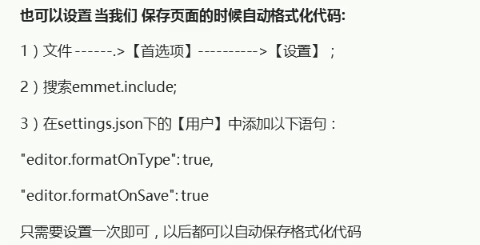 也可以设置 当我们 保存页面的时候自动格式化代码:
1）文件 ------.>【首选项】---------->【设置】；
2）搜索emmet.include;
3）在settings.json下的【用户】中添加以下语句：
"editor.formatOnType": true,
"editor.formatOnSave": true
只需要设置一次即可，以后都可以自动保存格式化代码